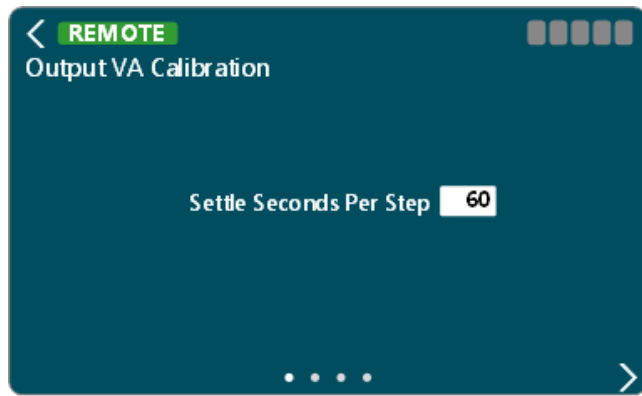 REMOTE
Output VA Calibration
Settle Seconds Per Step 60